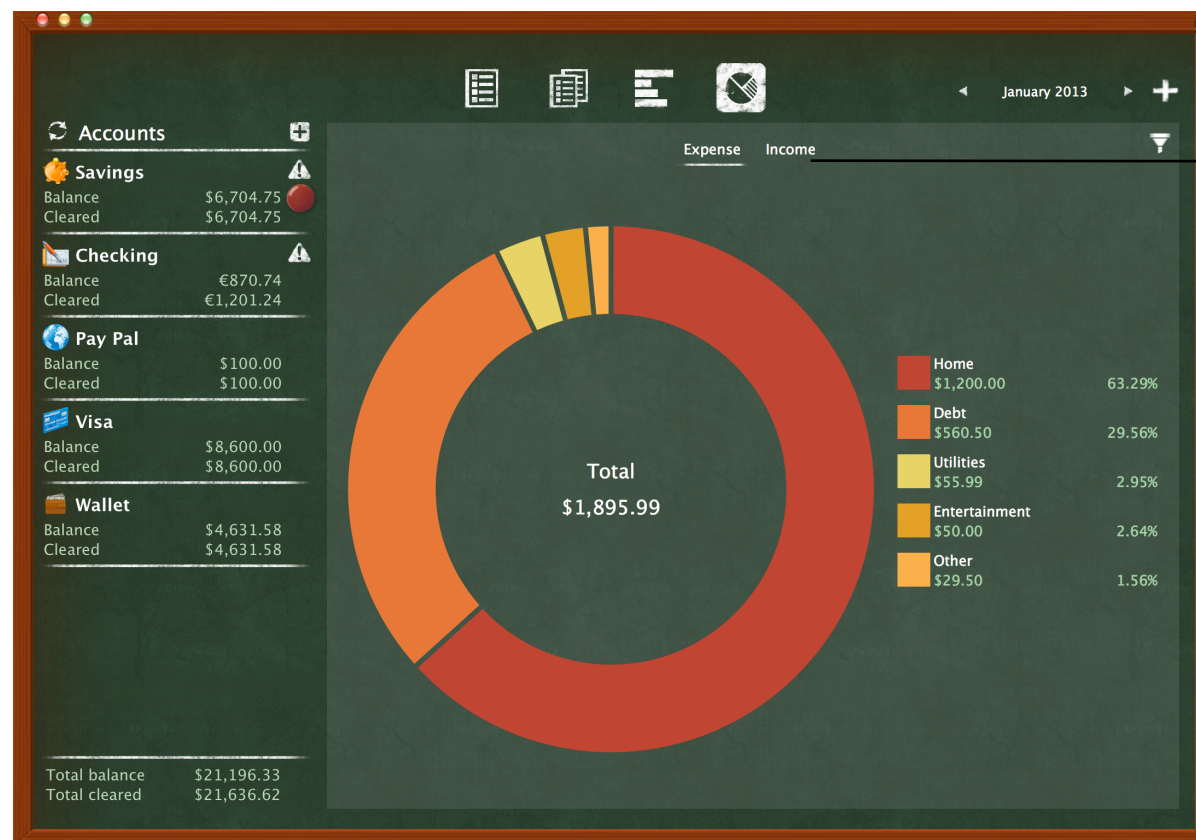 January 2013
Accounts
Expense Income
Savings
Balance $6,704.75
Cleared $6,704.75
Checking
Balance €870.74
Cleared €1,201.24
Pay Pal
Balance $100.00
Cleared $100.00
Visa
Balance $8,600.00
Cleared $8,600.00
Wallet
Balance $4,631.58
Cleared $4,631.58
Total balance $21,196.33
Total cleared $21,636.62
Total
$1,895.99
Home
$1,200.00 63.29%
Debt
$560.50 29.56%
Utilities
$55.99 2.95%
Entertainment
$50.00 2.64%
Other
$29.50 1.56%